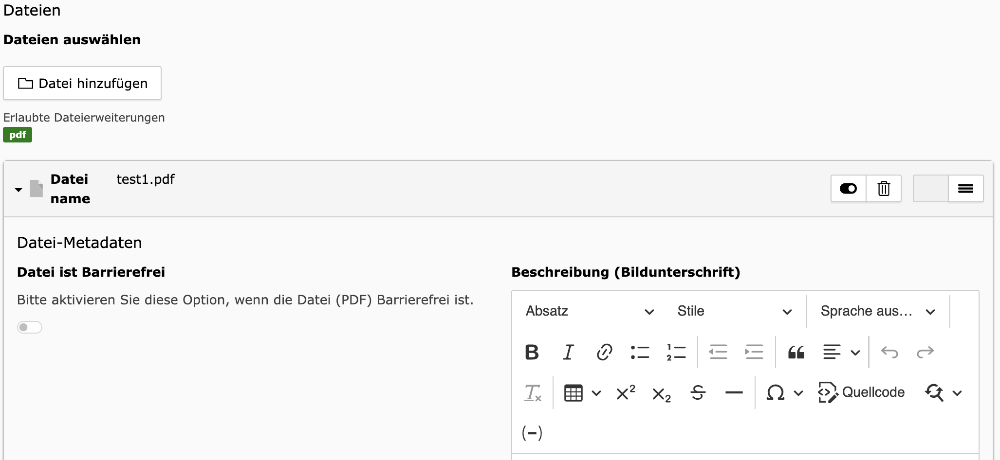 Dateien
Dateien auswählen
Datei hinzufügen
Erlaubte Dateierweiterungen
pdf
Datei name
test1.pdf
Datei-Metadaten
Datei ist Barrierefrei
Bitte aktivieren Sie diese Option, wenn die Datei (PDF) Barrierefrei ist.
Beschreibung (Bildunterschrift)
Absatz Stile Sprache aus...
Quellcode